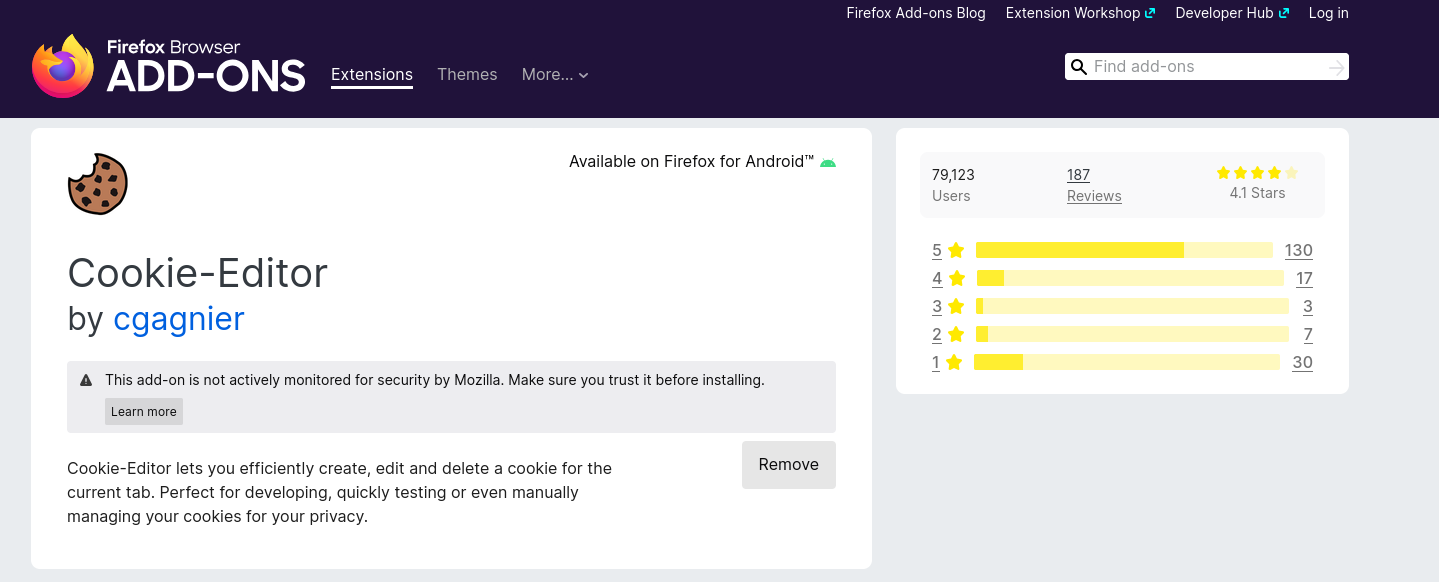 Firefox Add-ons Blog Extension Workshop Developer Hub Log in
Firefox Browser
ADD-ONS
Extensions Themes More...
Find add-ons
Available on Firefox for Android™
Cookie-Editor
by cgagnier
This add-on is not actively monitored for security by Mozilla. Make sure you trust it before installing.
Learn more
Cookie-Editor lets you efficiently create, edit and delete a cookie for the
current tab. Perfect for developing, quickly testing or even manually
managing your cookies for your privacy.
Remove
79,123 187
Users Reviews 4.1 Stars
5 130
4 17
3 3
2 7
1 30